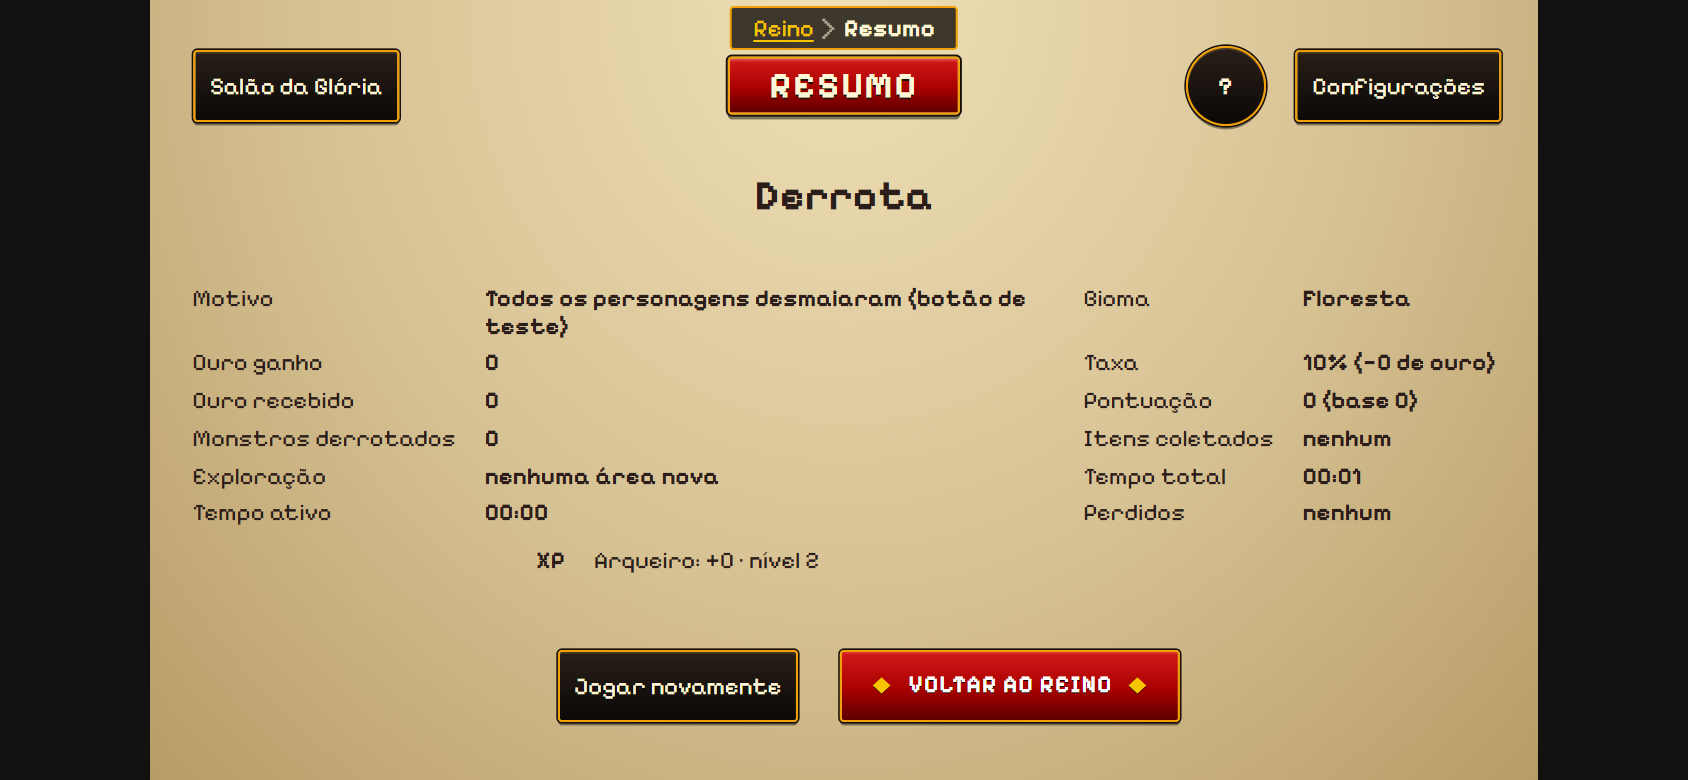 Reino > Resumo
Salão da Glória
RESUMO
?
Configurações
Derrota
Motivo Todos os personagens desmaiaram (botão de teste) Bioma Floresta
Ouro ganho 0 Taxa 10% (-0 de ouro)
Ouro recebido 0 Pontuação 0 (base 0)
Monstros derrotados 0 Itens coletados nenhum
Exploração nenhuma área nova Tempo total 00:01
Tempo ativo 00:00 Perdidos nenhum
XP Arqueiro: +0 · nível 2
Jogar novamente
VOLTAR AO REINO